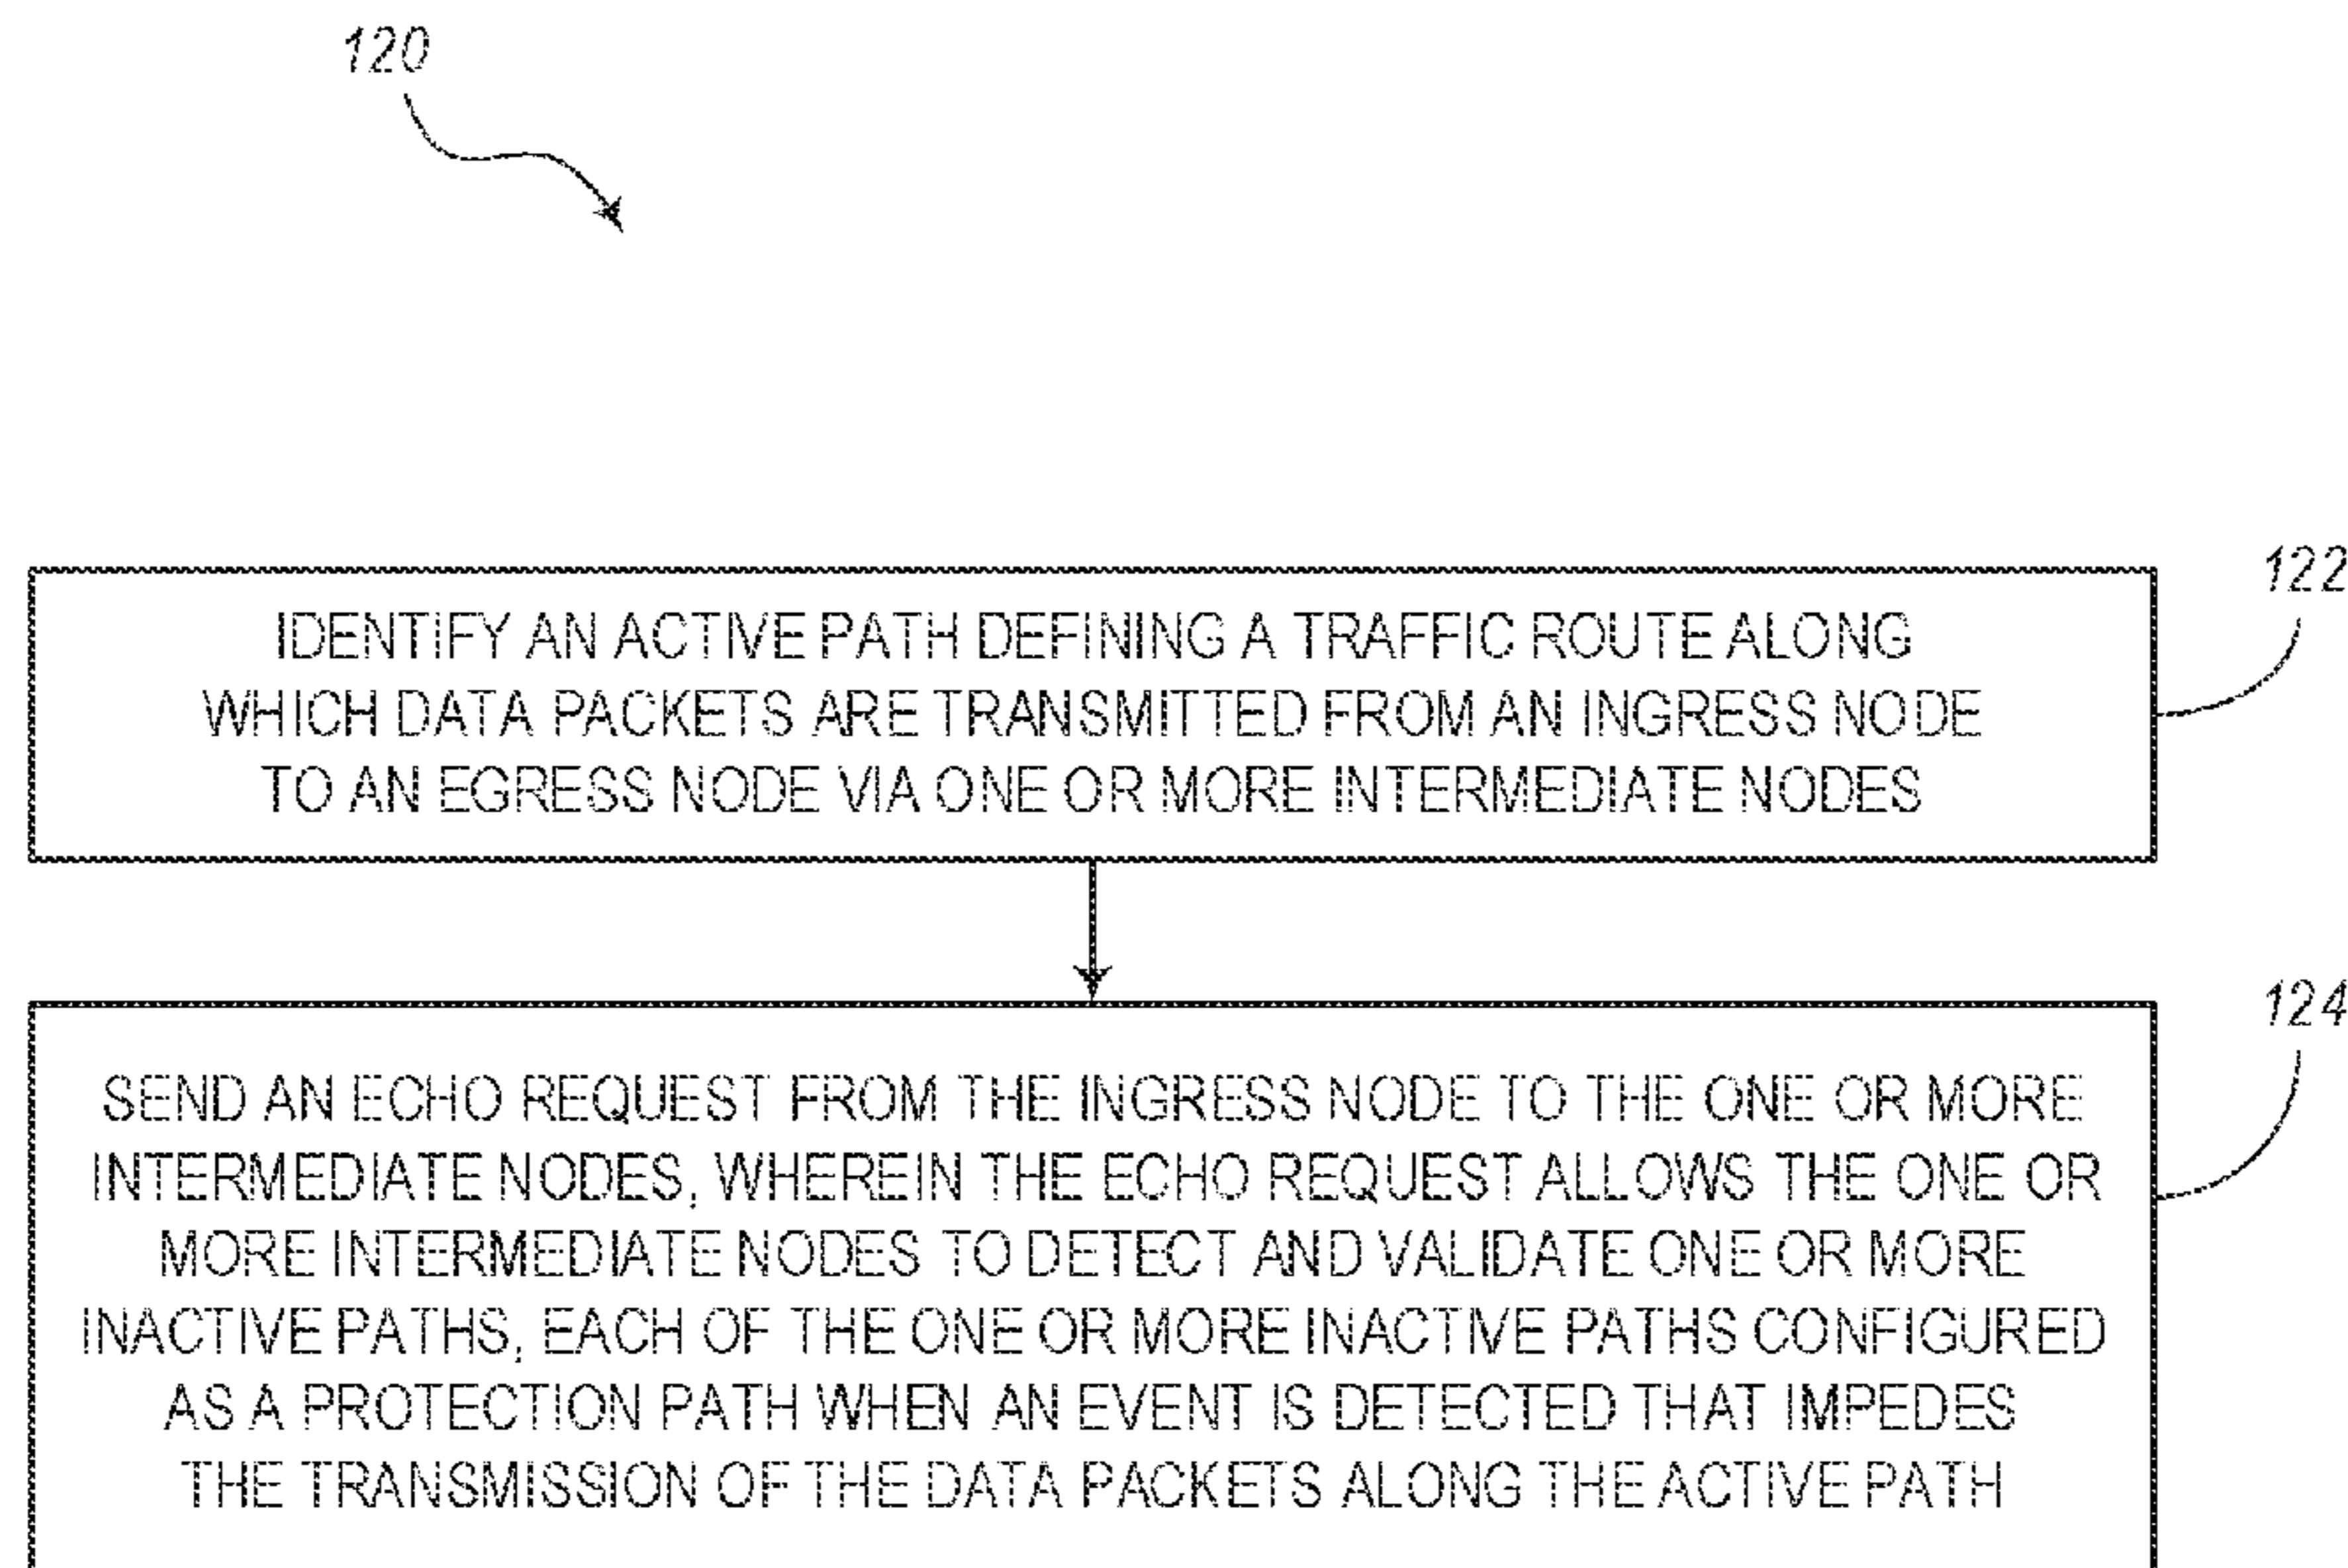 120
122
IDENTIFY AN ACTIVE PATH DEFINING A TRAFFIC ROUTE ALONG
WHICH DATA PACKETS ARE TRANSMITTED FROM AN INGRESS NODE
TO AN EGRESS NODE VIA ONE OR MORE INTERMEDIATE NODES
124
SEND AN ECHO REQUEST FROM THE INGRESS NODE TO THE ONE OR MORE
INTERMEDIATE NODES, WHEREIN THE ECHO REQUEST ALLOWS THE ONE OR
MORE INTERMEDIATE NODES TO DETECT AND VALIDATE ONE OR MORE
INACTIVE PATHS, EACH OF THE ONE OR MORE INACTIVE PATHS CONFIGURED
AS A PROTECTION PATH WHEN AN EVENT IS DETECTED THAT IMPEDES
THE TRANSMISSION OF THE DATA PACKETS ALONG THE ACTIVE PATH